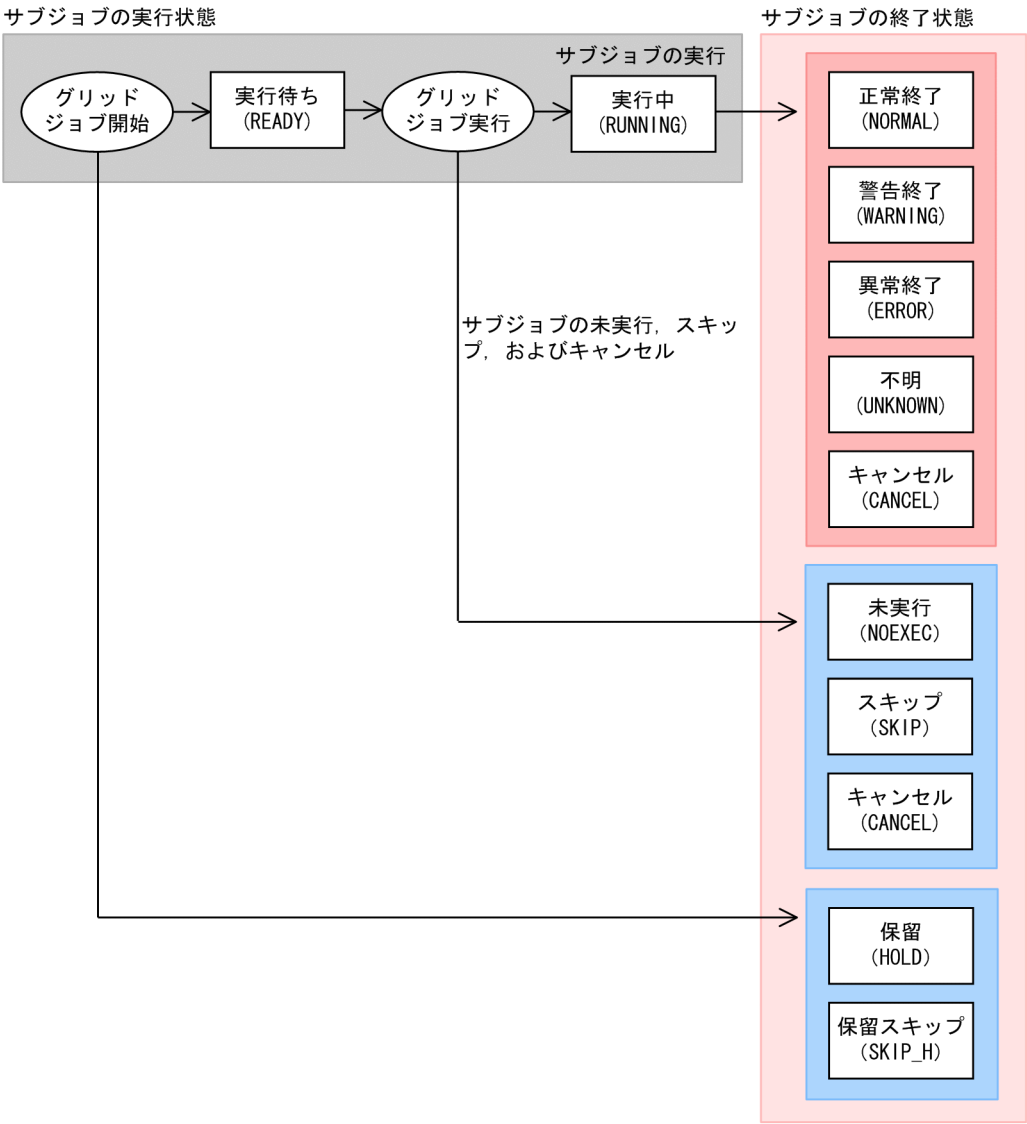 サブジョブの実行状態
サブジョブの実行
グリッド
ジョブ開始
実行待ち
(READY)
グリッド
ジョブ実行
実行中
(RUNNING)
サブジョブの未実行，スキッ
プ，およびキャンセル
サブジョブの終了状態
正常終了
(NORMAL)
警告終了
(WARNING)
異常終了
(ERROR)
不明
(UNKNOWN)
キャンセル
(CANCEL)
未実行
(NOEXEC)
スキップ
(SKIP)
キャンセル
(CANCEL)
保留
(HOLD)
保留スキップ
(SKIP_H)